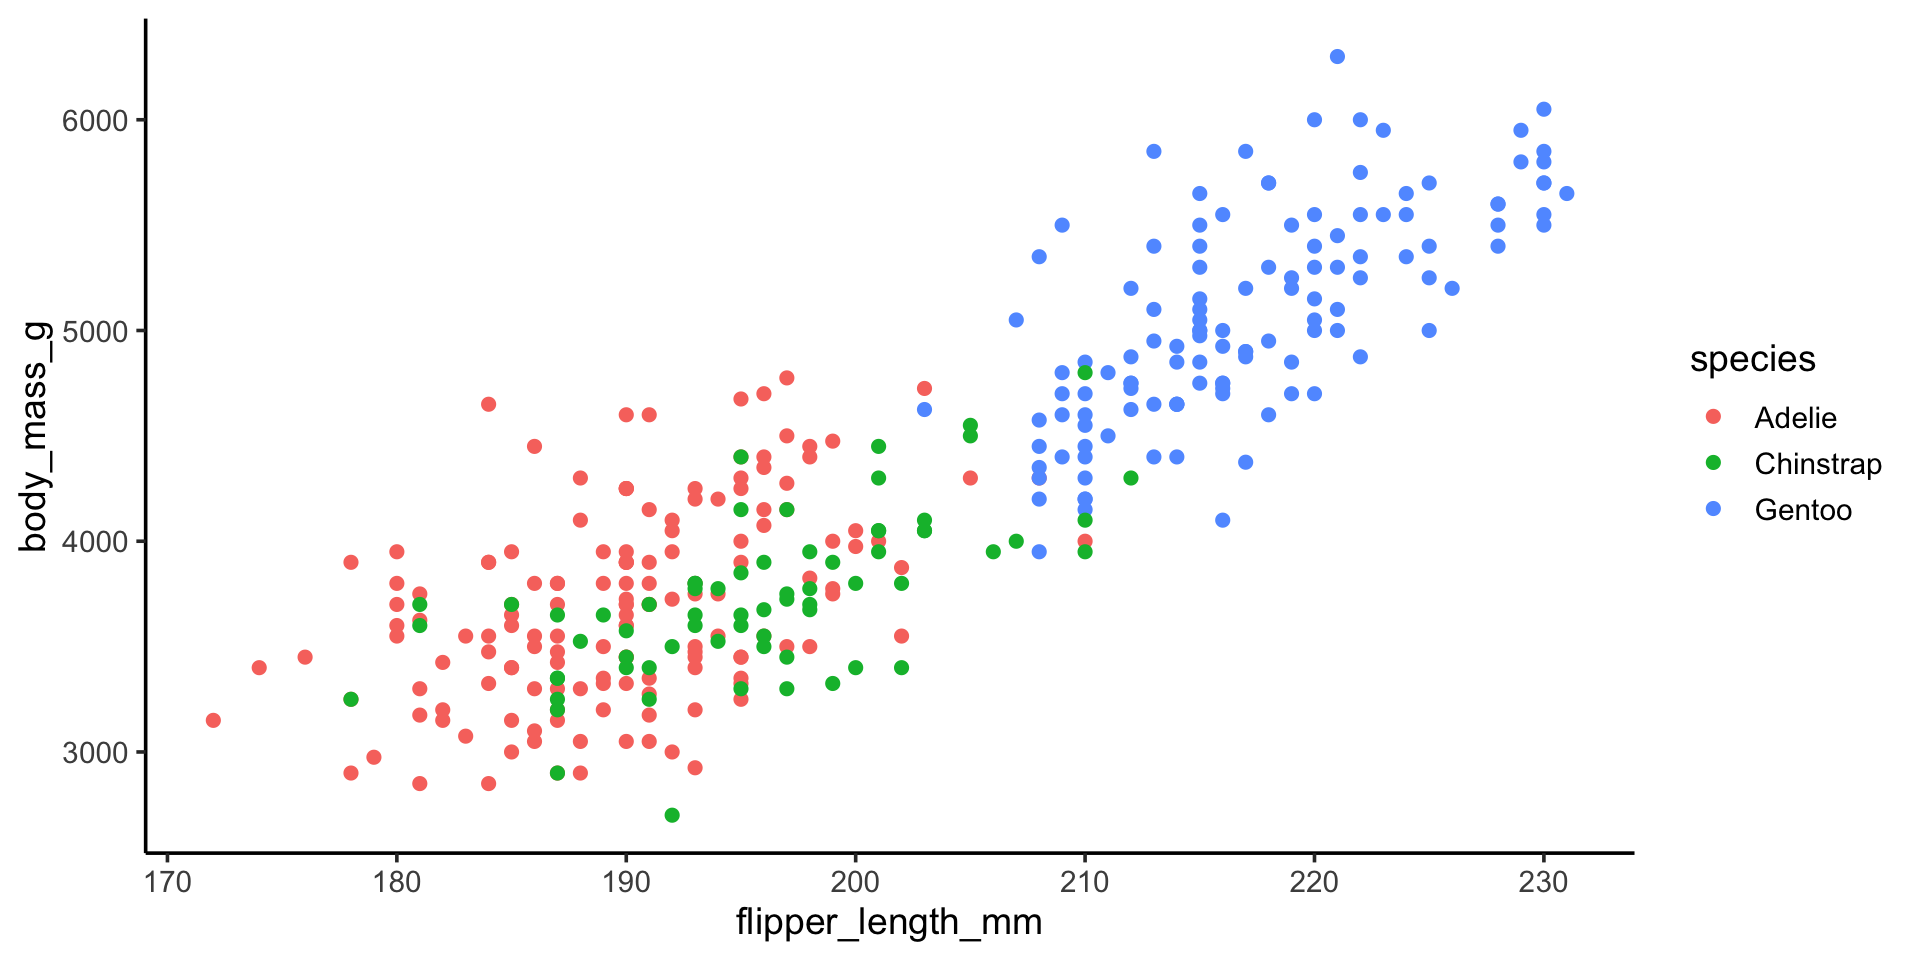 6000
5000
4000
3000
body_mass_g
170 180 190 200 210 220 230
flipper_length_mm
species
Adelie
Chinstrap
Gentoo